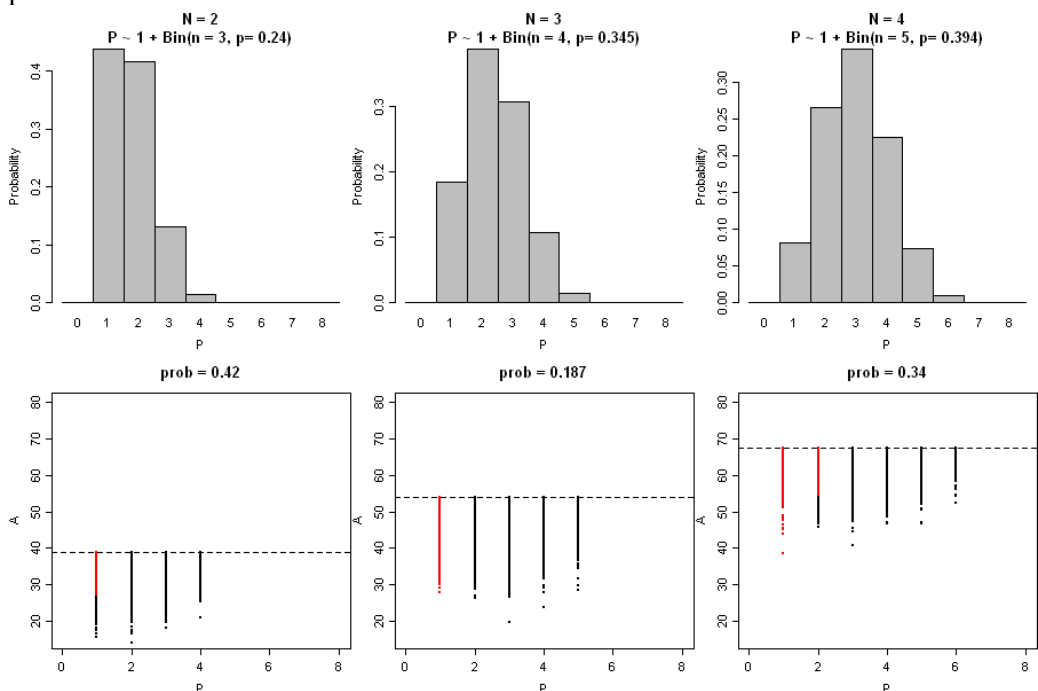 N = 2
P ~ 1 + Bin(n = 3, p= 0.24)
Probability
0.0
0.1
0.2
0.3
0.4
0 1 2 3 4 5 6 7 8
P
N = 3
P ~ 1 + Bin(n = 4, p= 0.345)
Probability
0.0
0.1
0.2
0.3
0 1 2 3 4 5 6 7 8
P
N = 4
P ~ 1 + Bin(n = 5, p= 0.394)
Probability
0.00
0.05
0.10
0.15
0.20
0.25
0.30
0 1 2 3 4 5 6 7 8
P
prob = 0.42
A
20
30
40
50
60
70
80
0 2 4 6 8
P
prob = 0.187
A
20
30
40
50
60
70
80
0 2 4 6 8
P
prob = 0.34
A
20
30
40
50
60
70
80
0 2 4 6 8
P